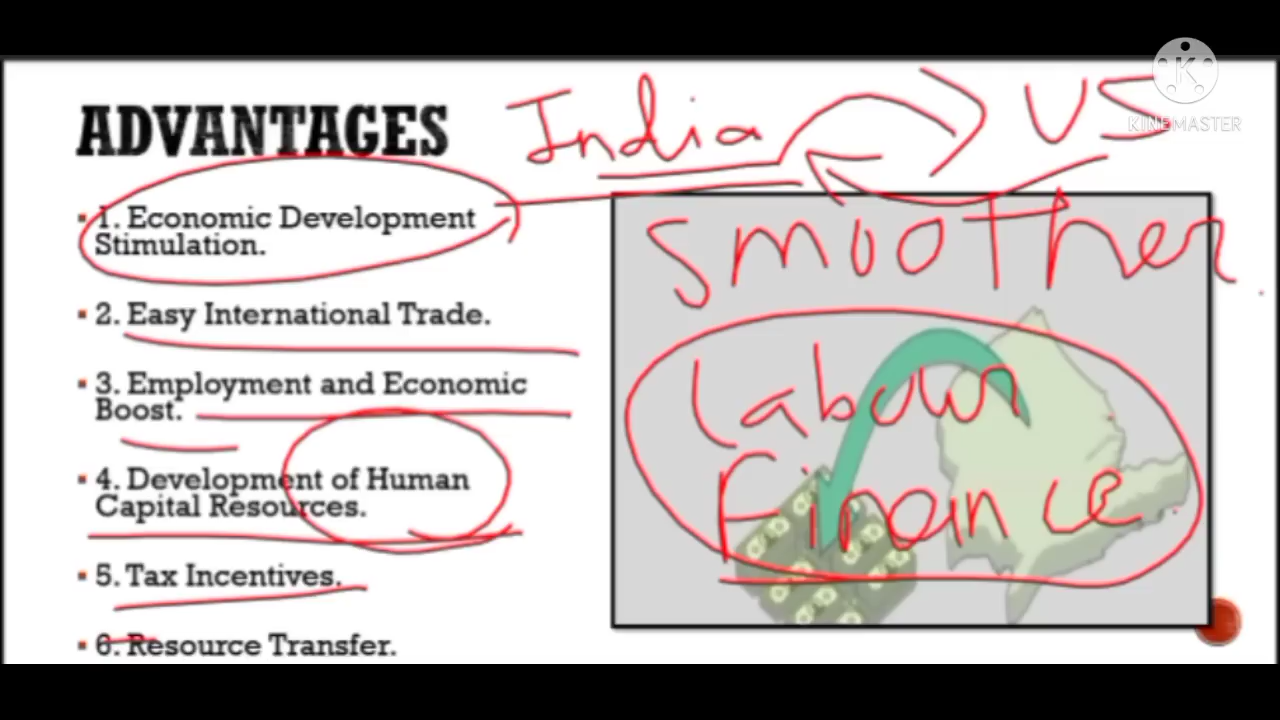 KINEMASTER
ADVANTAGES
India
US
1. Economic Development
Stimulation.
2. Easy International Trade.
3. Employment and Economic
Boost.
4. Development of Human
Capital Resources.
5. Tax Incentives.
6. Resource Transfer.
Smoother
Labour
Finance